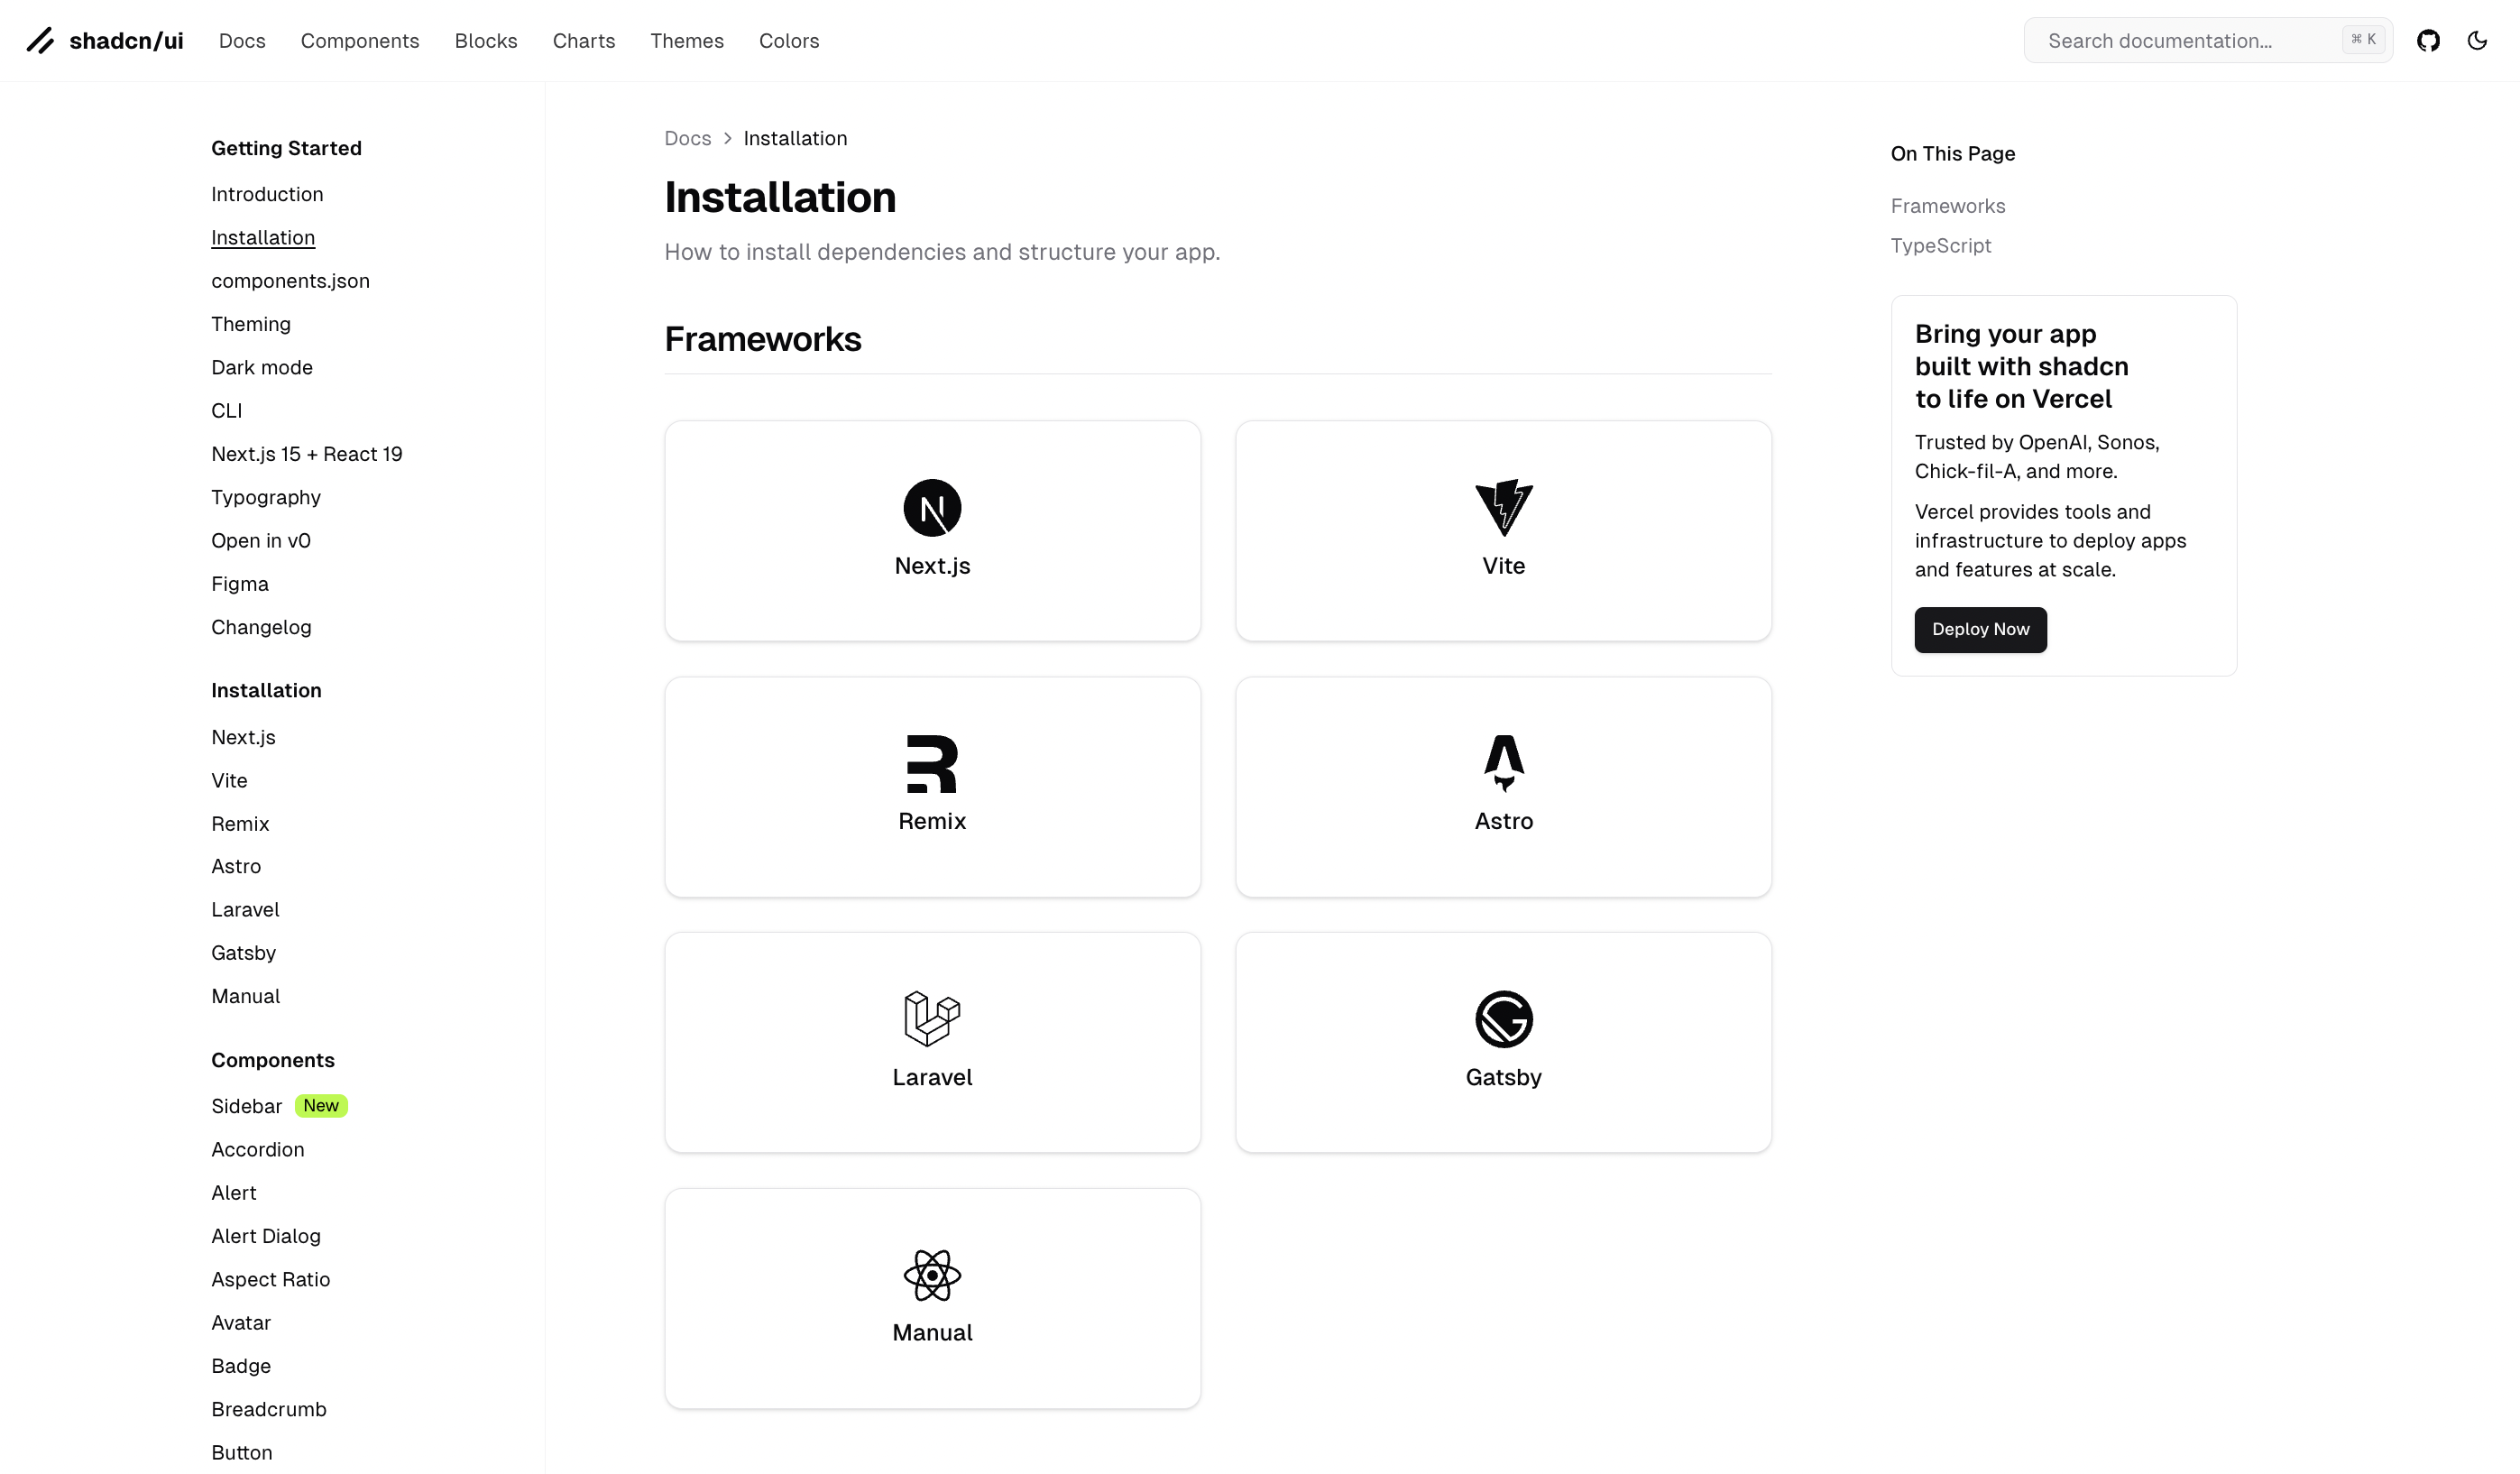 shadcn/ui
Docs
Components
Blocks
Charts
Themes
Colors
Search documentation...
⌘ K
Getting Started
Introduction
Installation
components.json
Theming
Dark mode
CLI
Next.js 15 + React 19
Typography
Open in v0
Figma
Changelog
Installation
Next.js
Vite
Remix
Astro
Laravel
Gatsby
Manual
Components
Sidebar New
Accordion
Alert
Alert Dialog
Aspect Ratio
Avatar
Badge
Breadcrumb
Button
Docs > Installation
Installation
How to install dependencies and structure your app.
Frameworks
Next.js
Vite
Remix
Astro
Laravel
Gatsby
Manual
On This Page
Frameworks
TypeScript
Bring your app
built with shadcn
to life on Vercel
Trusted by OpenAI, Sonos,
Chick-fil-A, and more.
Vercel provides tools and
infrastructure to deploy apps
and features at scale.
Deploy Now